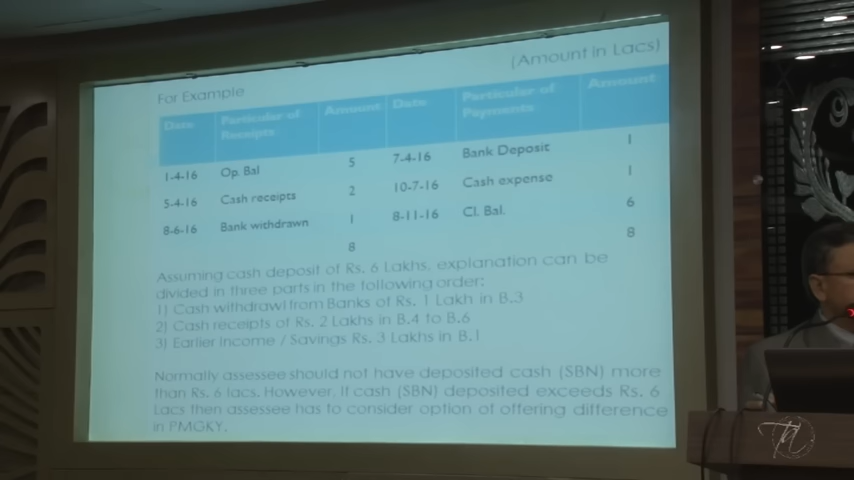 (Amount in Lacs)
For Example
Date Particular of Receipts Amount Date Particular of Payments Amount
1-4-16 Op. Bal 5 7-4-16 Bank Deposit 1
5-4-16 Cash receipts 2 10-7-16 Cash expense 1
8-6-16 Bank withdrawn 1 8-11-16 Cl. Bal. 6
8 8
Assuming cash deposit of Rs. 6 Lakhs, explanation can be
divided in three parts in the following order:
1) Cash withdrawl from Banks of Rs. 1 Lakh in B.3
2) Cash receipts of Rs. 2 Lakhs in B.4 to B.6
3) Earlier Income / Savings Rs. 3 Lakhs in B.1
Normally assessee should not have deposited cash (SBN) more
than Rs. 6 lacs. However, If cash (SBN) deposited exceeds Rs. 6
Lacs then assessee has to consider option of offering difference
in PMGKY.